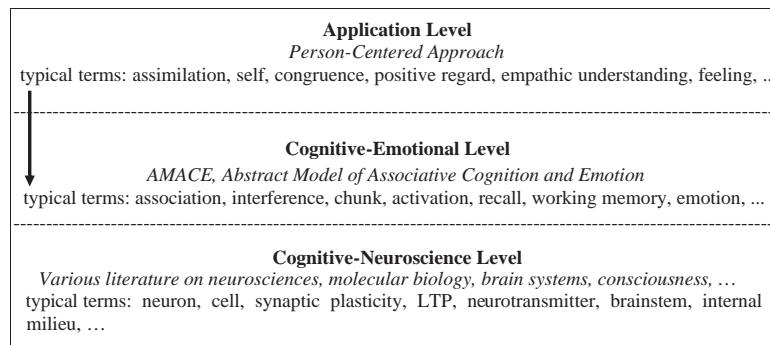 Application Level
Person-Centered Approach
typical terms: assimilation, self, congruence, positive regard, empathic understanding, feeling, ..
Cognitive-Emotional Level
AMACE, Abstract Model of Associative Cognition and Emotion
typical terms: association, interference, chunk, activation, recall, working memory, emotion, ...
Cognitive-Neuroscience Level
Various literature on neurosciences, molecular biology, brain systems, consciousness, …
typical terms: neuron, cell, synaptic plasticity, LTP, neurotransmitter, brainstem, internal
milieu, …